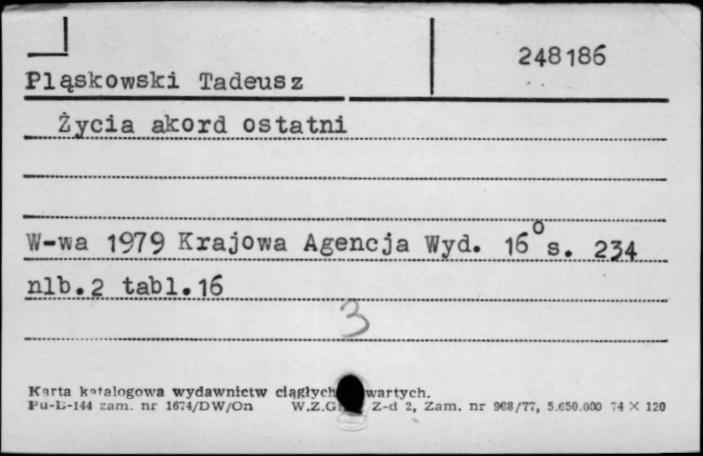 248186
Pląskowski Tadeusz
Życia akord ostatni
W-wa 1979 Krajowa Agencja Wyd. 16° s. 234
nlb.2 tabl.16
3
Karta katalogowa wydawnictw ciągłych wartych.
Pu-L-144 zam. nr 1674/DW/On W.Z.G. Z-d 2, Zam. nr 908/77, 5.650.000 74 X 120